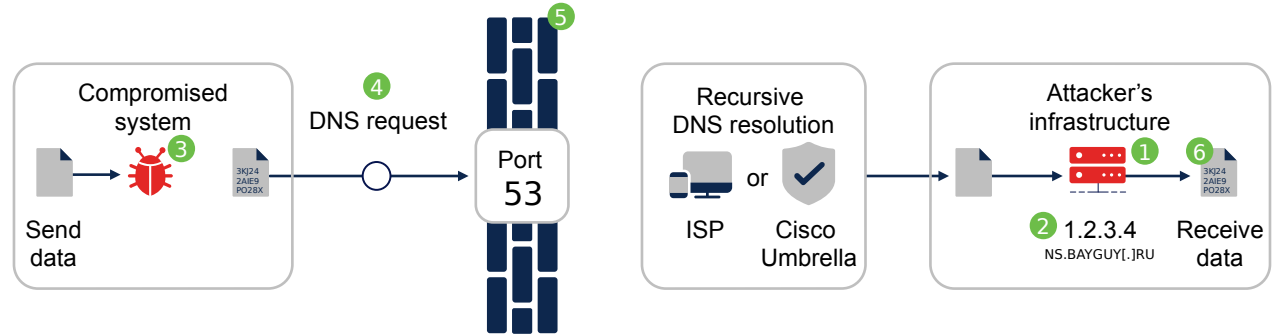 Compromised
system
3
3KJ24
2AIE9
PO28X
Send
data
4
DNS request
5
Port
53
Recursive
DNS resolution
or
ISP
Cisco
Umbrella
Attacker's
infrastructure
1
6
3KJ24
2AIE9
PO28X
2 1.2.3.4
NS.BAYGUY[.]RU
Receive
data